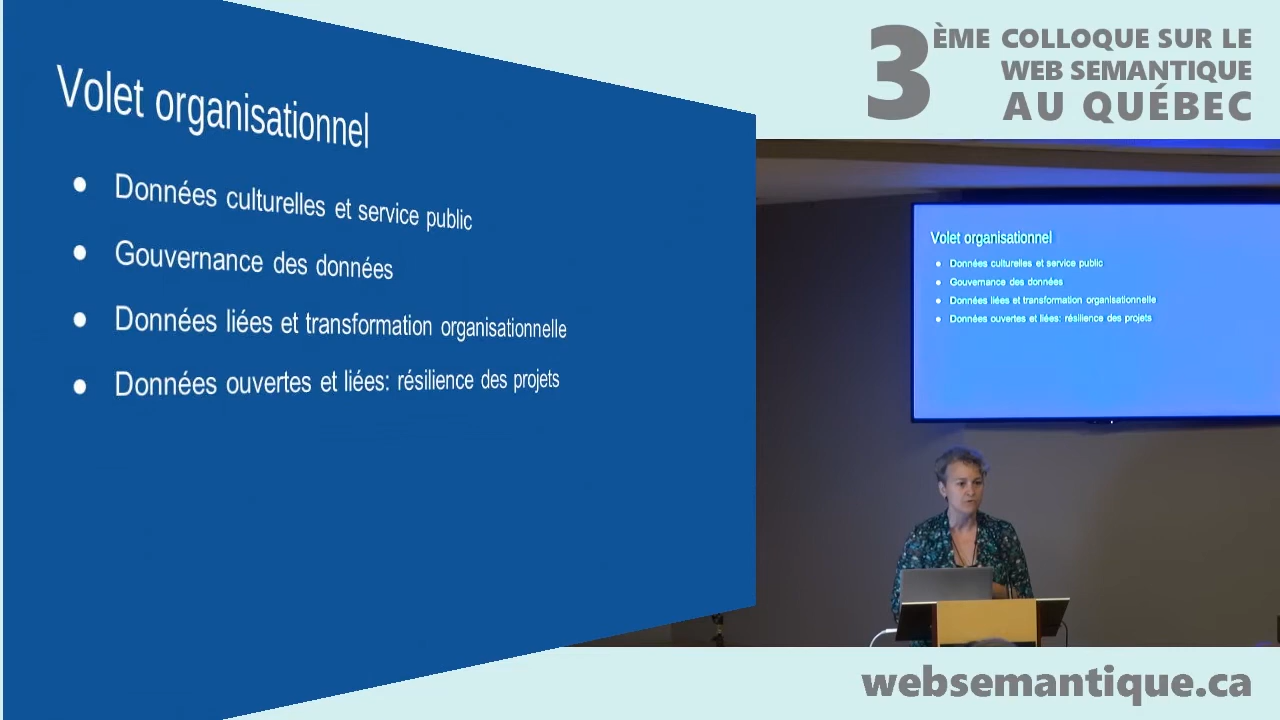 Volet organisationnel
● Données culturelles et service public
● Gouvernance des données
● Données liées et transformation organisationnelle
● Données ouvertes et liées: résilience des projets
3ÈME COLLOQUE SUR LE
WEB SEMANTIQUE
AU QUÉBEC
Volet organisationnel
● Données culturelles et service public
● Gouvernance des données
● Données liées et transformation organisationnelle
● Données ouvertes et liées: résilience des projets
websemantique.ca